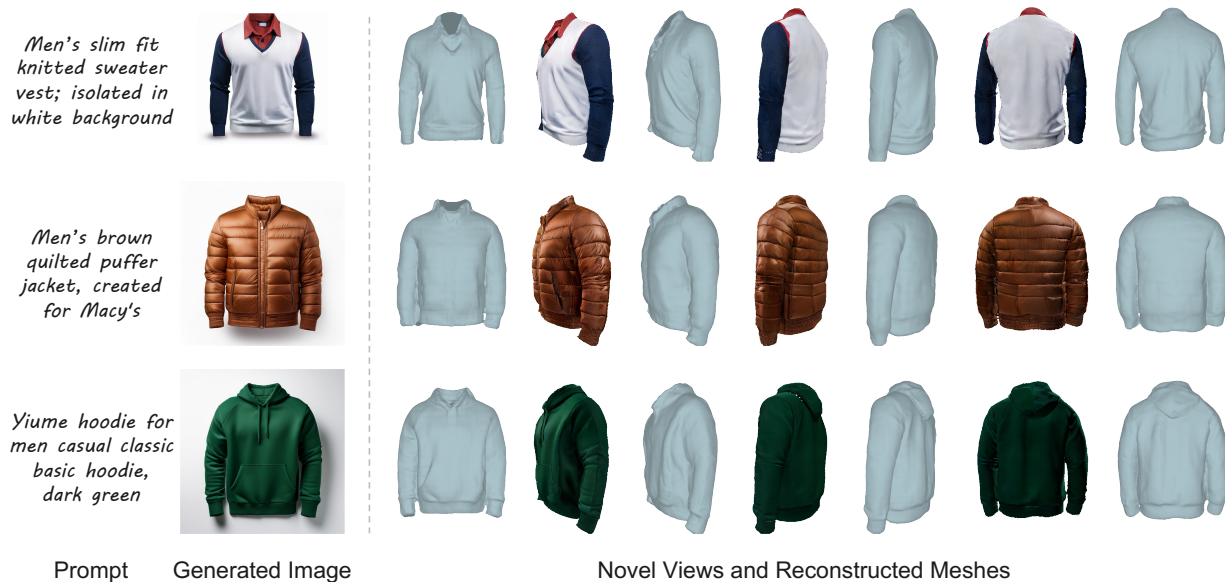 Men's slim fit
knitted sweater
vest; isolated in
white background
Men's brown
quilted puffer
jacket, created
for Macy's
Yiume hoodie for
men casual classic
basic hoodie,
dark green
Prompt
Generated Image
Novel Views and Reconstructed Meshes